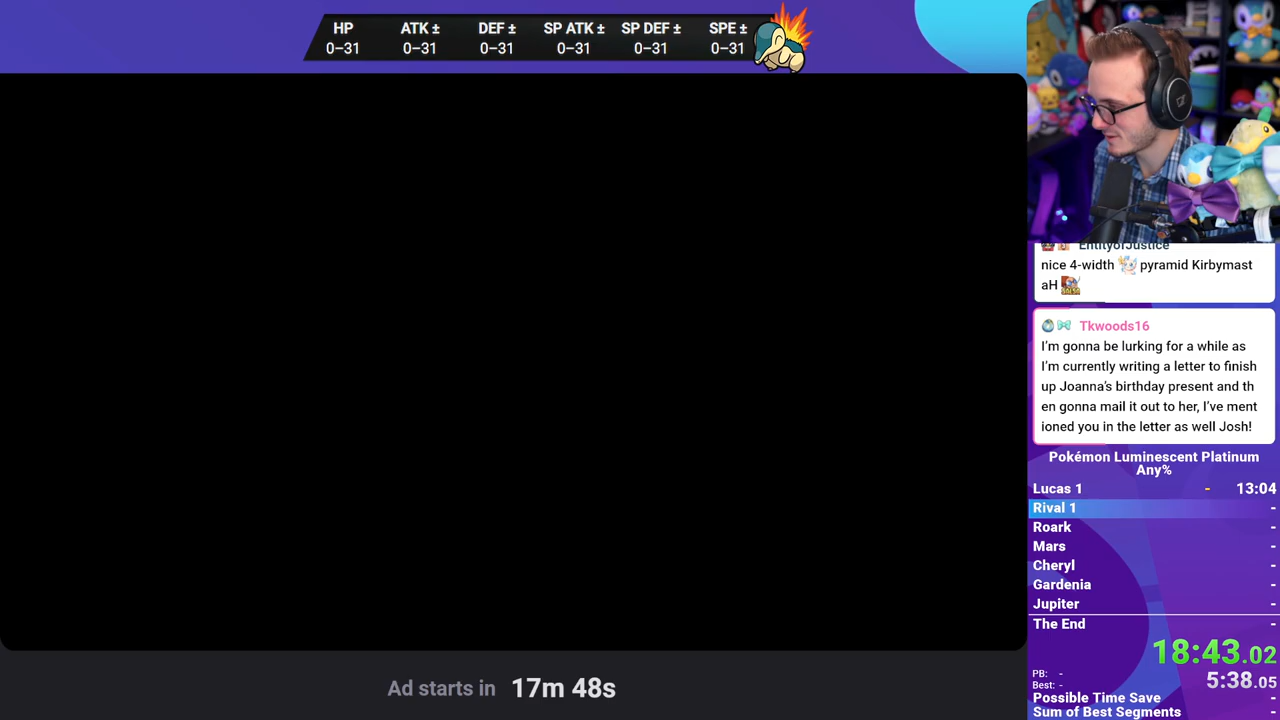 HP ATK ± DEF ± SP ATK ± SP DEF ± SPE ±
0–31 0–31 0–31 0–31 0–31 0–31
EntityofJustice
nice 4-width pyramid Kirbymast
aH
Tkwoods16
I'm gonna be lurking for a while as
I'm currently writing a letter to finish
up Joanna's birthday present and th
en gonna mail it out to her, I've ment
ioned you in the letter as well Josh!
Pokémon Luminescent Platinum
Any%
Lucas 1 - 13:04
Rival 1 -
Roark -
Mars -
Cheryl -
Gardenia -
Jupiter -
The End -
18:43.02
PB: -
Best: -
5:38.05
Possible Time Save -
Sum of Best Segments -
Ad starts in 17m 48s